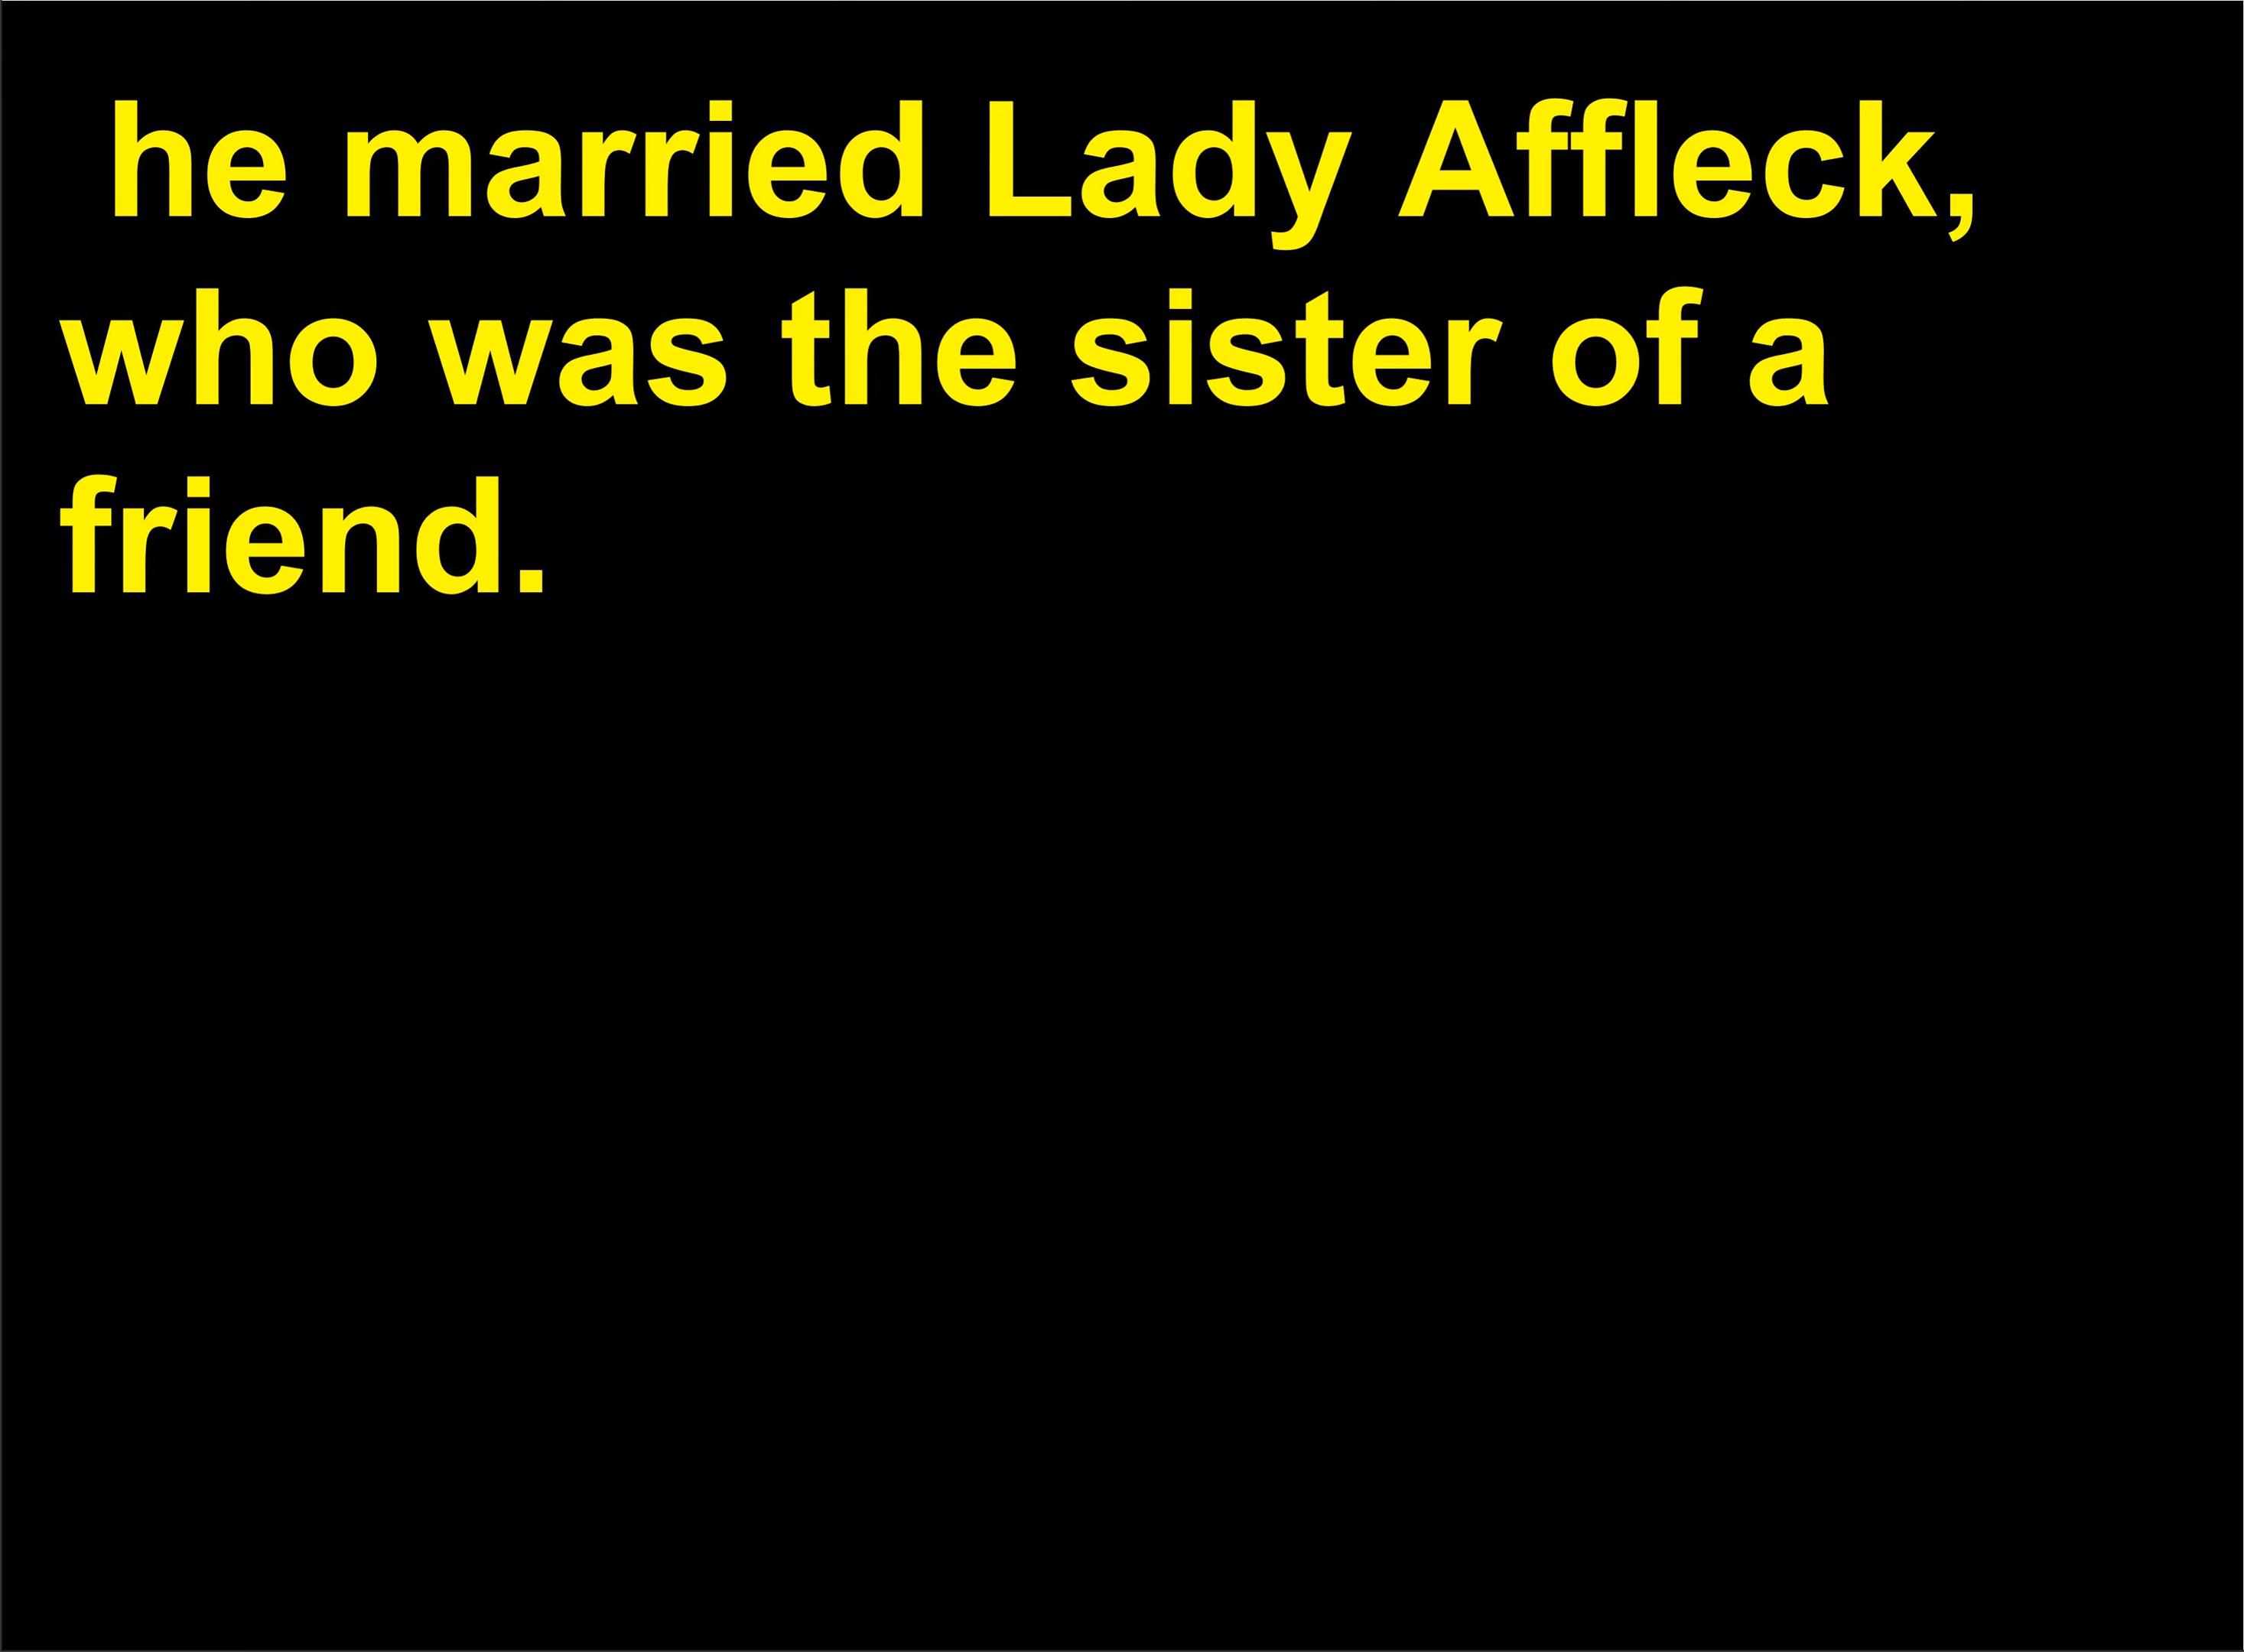 he married Lady Affleck,
who was the sister of a
friend.